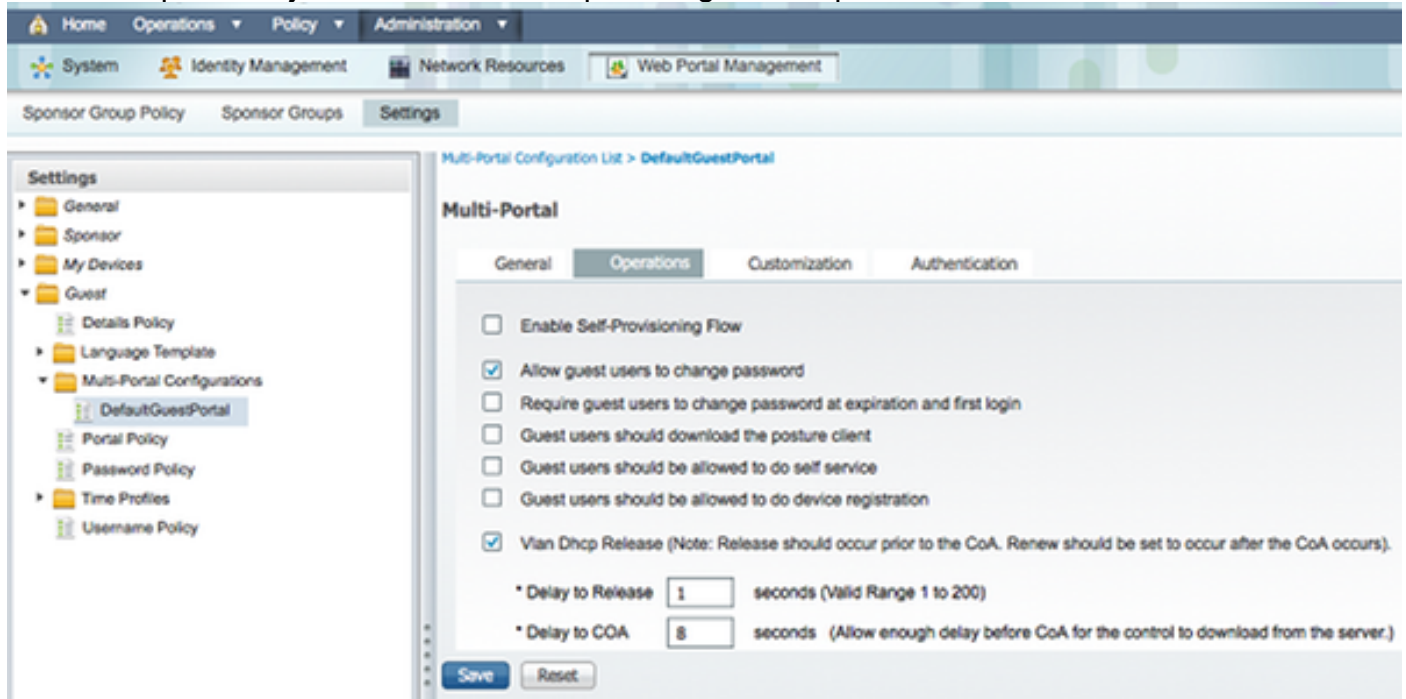 Home Operations ▼ Policy ▼ Administration ▼
System Identity Management Network Resources Web Portal Management
Sponsor Group Policy Sponsor Groups Settings
Settings
General
Sponsor
My Devices
Guest
Details Policy
Language Template
Multi-Portal Configurations
DefaultGuestPortal
Portal Policy
Password Policy
Time Profiles
Username Policy
Multi-Portal Configuration List > DefaultGuestPortal
Multi-Portal
General Operations Customization Authentication
Enable Self-Provisioning Flow
Allow guest users to change password
Require guest users to change password at expiration and first login
Guest users should download the posture client
Guest users should be allowed to do self service
Guest users should be allowed to do device registration
Vlan Dhcp Release (Note: Release should occur prior to the CoA. Renew should be set to occur after the CoA occurs).
* Delay to Release 1 seconds (Valid Range 1 to 200)
* Delay to COA 8 seconds (Allow enough delay before CoA for the control to download from the server.)
Save Reset